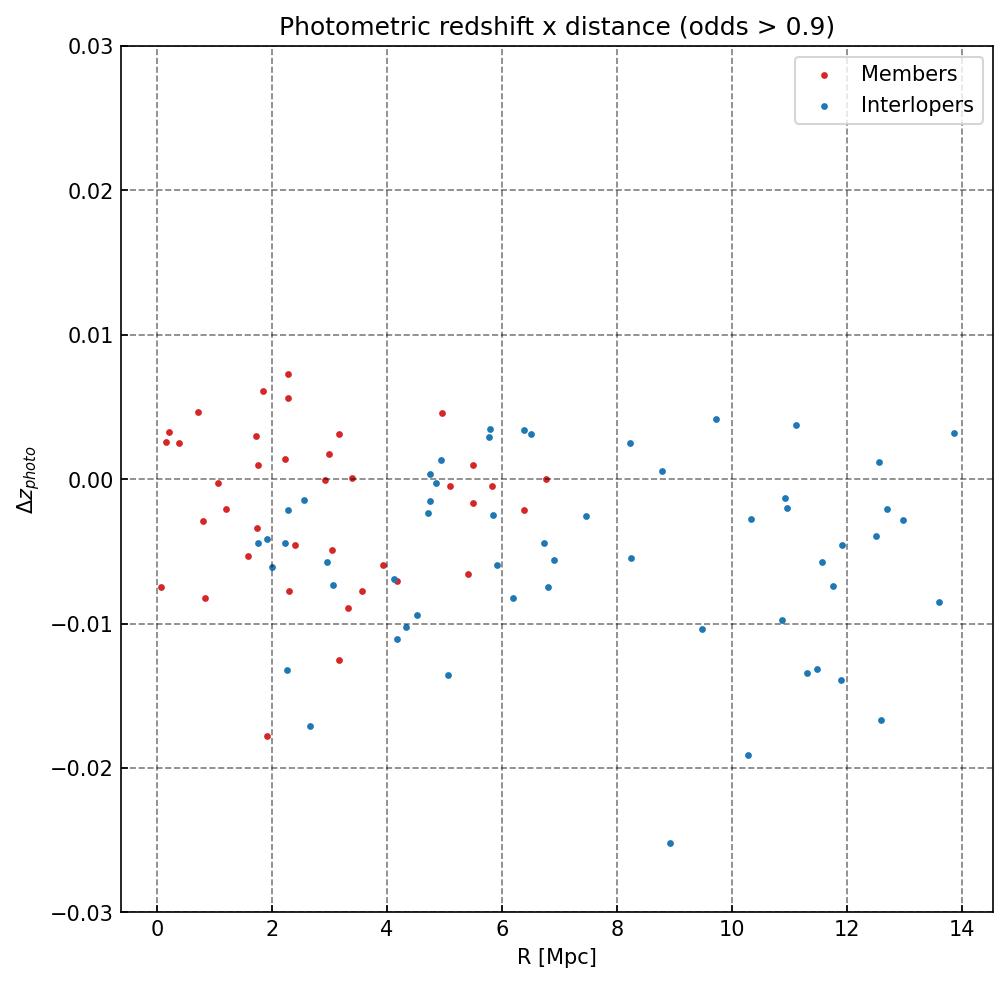 Photometric redshift x distance (odds > 0.9)
Members
Interlopers
0.03
0.02
0.01
0.00
−0.01
−0.02
−0.03
Δz_photo
0 2 4 6 8 10 12 14
R [Mpc]